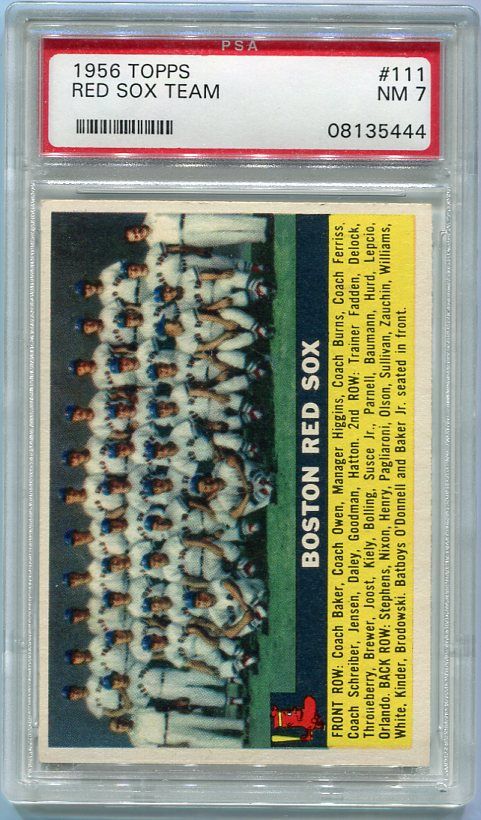 PSA
1956 TOPPS #111
RED SOX TEAM NM 7
08135444
BOSTON RED SOX
FRONT ROW: Coach Baker, Coach Owen, Manager Higgins, Coach Burns, Coach Ferriss,
Coach Schreiber, Jensen, Daley, Goodman, Hatton. 2nd ROW: Trainer Fadden, Delock,
Throneberry, Brewer, Joost, Kiely, Bolling, Susce Jr., Parnell, Baumann, Hurd, Lepcio,
Orlando. BACK ROW: Stephens, Nixon, Henry, Pagliaroni, Olson, Sullivan, Zauchin, Williams,
White, Kinder, Brodowski. Batboys O'Donnell and Baker Jr. seated in front.